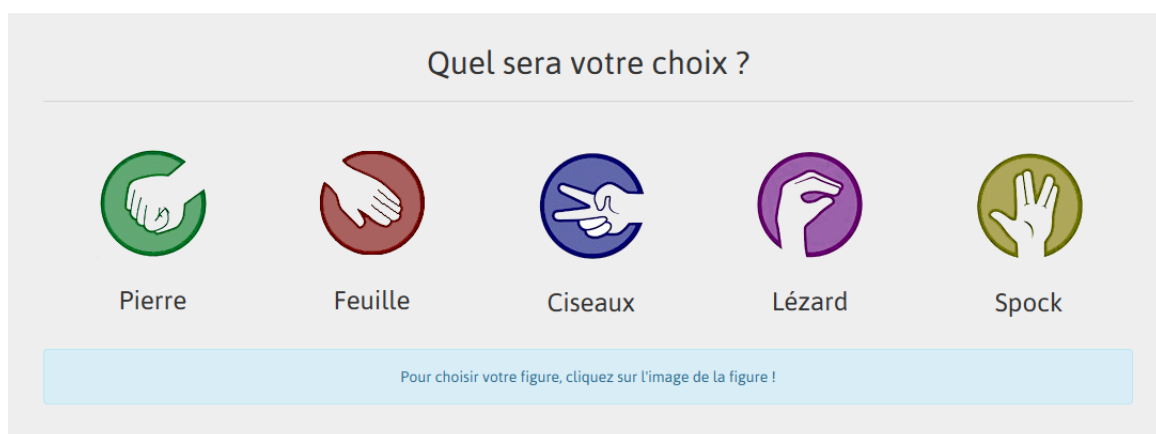 Quel sera votre choix ?
Pierre
Feuille
Ciseaux
Lézard
Spock
Pour choisir votre figure, cliquez sur l'image de la figure !